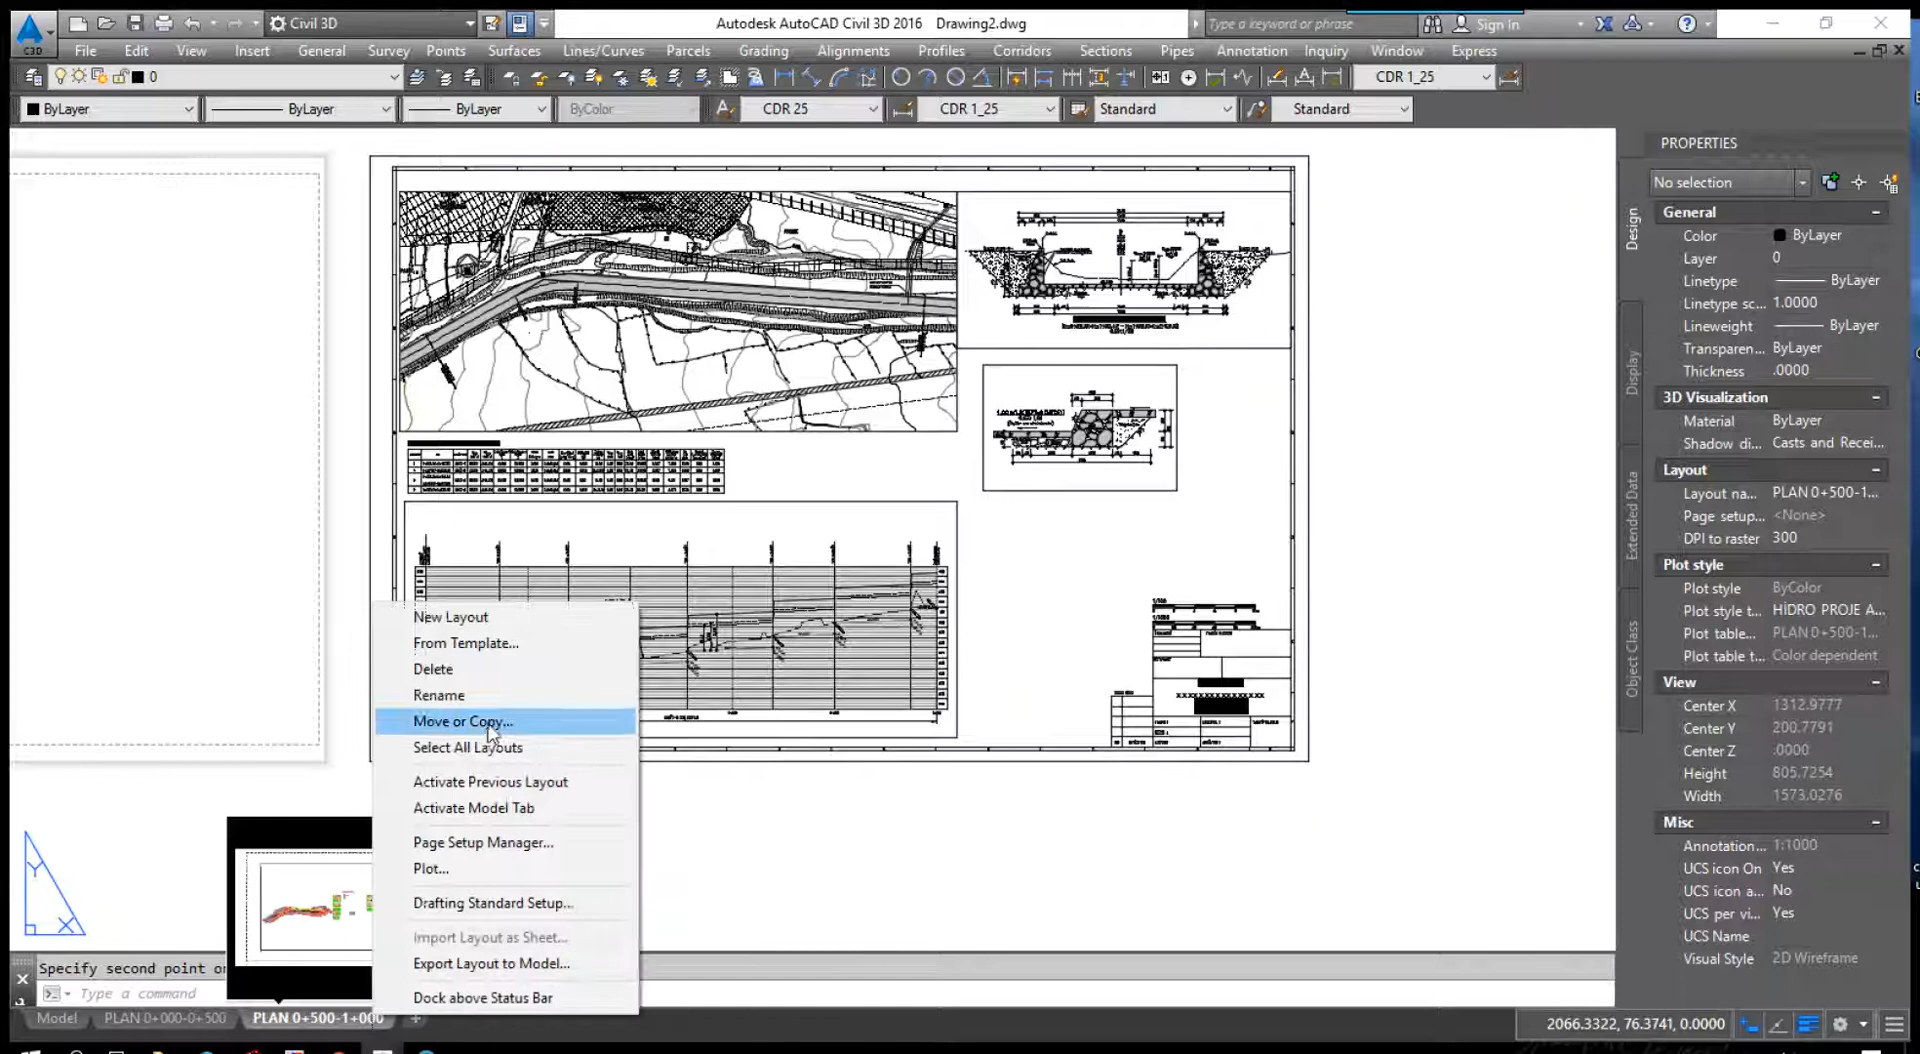 Civil 3D
Autodesk AutoCAD Civil 3D 2016 Drawing2.dwg
Type a keyword or phrase
Sign In
C3D
File Edit View Insert General Survey Points Surfaces Lines/Curves Parcels Grading Alignments Profiles Corridors Sections Pipes Annotation Inquiry Window Express
0
CDR 1_25
ByLayer
ByLayer
ByLayer
ByColor
CDR 25
CDR 1_25
Standard
Standard
PROPERTIES
No selection
General
Color ByLayer
Layer 0
Linetype ByLayer
Linetype sc... 1.0000
Lineweight ByLayer
Transparen... ByLayer
Thickness .0000
3D Visualization
Material ByLayer
Shadow di... Casts and Recei...
Layout
Layout na... PLAN 0+500-1...
Page setup... <None>
DPI to raster 300
Plot style
Plot style ByColor
Plot style t... HİDRO PROJE A...
Plot table... PLAN 0+500-1...
Plot table t... Color dependent
View
Center X 1312.9777
Center Y 200.7791
Center Z .0000
Height 805.7254
Width 1573.0276
Misc
Annotation... 1:1000
UCS icon On Yes
UCS icon a... No
UCS per vi... Yes
UCS Name
Visual Style 2D Wireframe
Design
Display
Extended Data
Object Class
New Layout
From Template...
Delete
Rename
Move or Copy...
Select All Layouts
Activate Previous Layout
Activate Model Tab
Page Setup Manager...
Plot...
Drafting Standard Setup...
Import Layout as Sheet...
Export Layout to Model...
Dock above Status Bar
Y
X
Specify second point or
Type a command
Model PLAN 0+000-0+500 PLAN 0+500-1+000 +
2066.3322, 76.3741, 0.0000